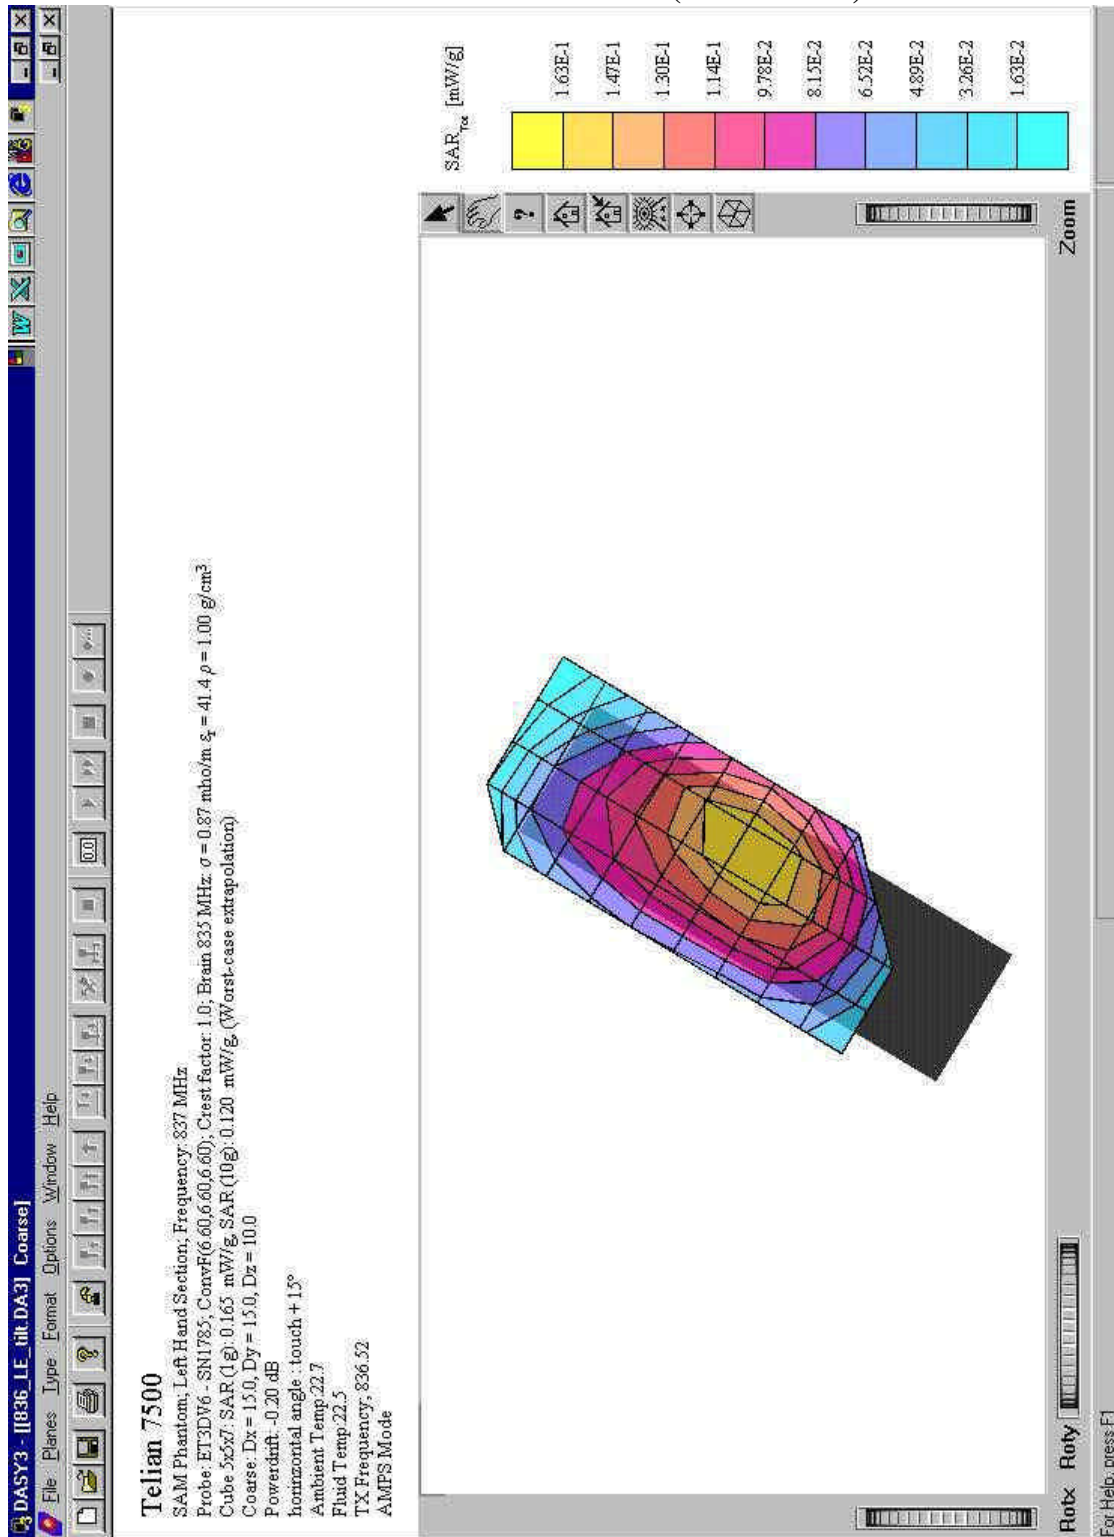 DASY3 - [[836_LE_tilt.DA3] Coarse]
File Planes Type Format Options Window Help
Telian 7500
SAM Phantom; Left Hand Section; Frequency: 837 MHz
Probe: ET3DV6 - SN1785; ConvF(6.60,6.60,6.60); Crest factor: 1.0; Brain 835 MHz: σ = 0.87 mho/m εr = 41.4 ρ = 1.00 g/cm3
Cube 5x5x7: SAR (1g): 0.165 mW/g, SAR (10g): 0.120 mW/g, (Worst-case extrapolation)
Coarse: Dx = 15.0, Dy = 15.0, Dz = 10.0
Powerdrift: -0.20 dB
horinzontal angle : touch + 15°
Ambient Temp:22.7
Fluid Temp:22.5
TX Frequency; 836.52
AMPS Mode
SARTot [mW/g]
1.63E-1
1.47E-1
1.30E-1
1.14E-1
9.78E-2
8.15E-2
6.52E-2
4.89E-2
3.26E-2
1.63E-2
Rotx Roty Zoom
For Help, press F1